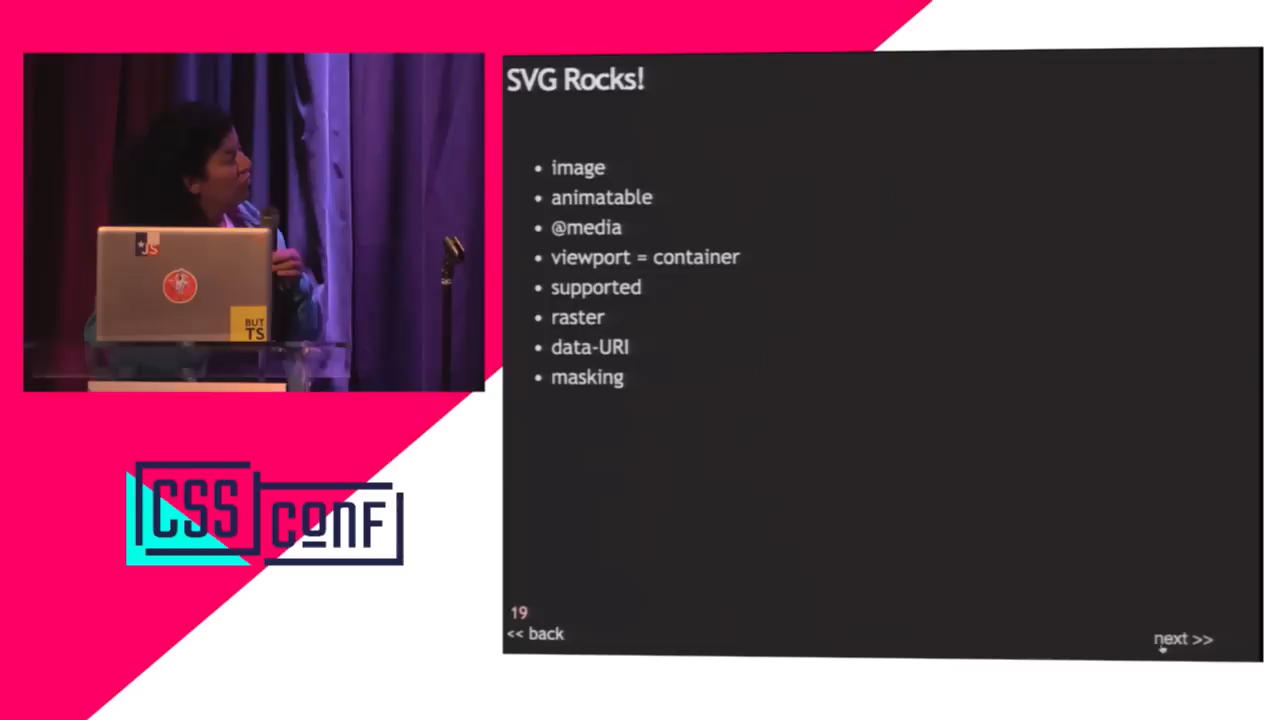 SVG Rocks!
• image
• animatable
• @media
• viewport = container
• supported
• raster
• data-URI
• masking
19
<< back
next >>
JS
BUT
TS
CSS
CONF